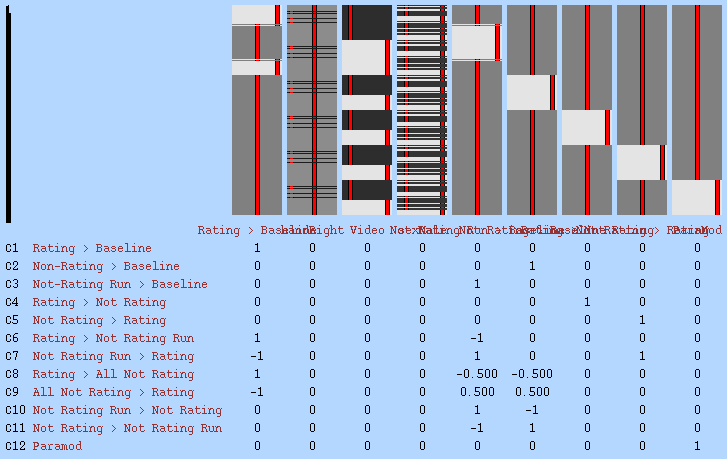 Rating > Baseline
C1 Rating > Baseline 1 0 0 0 0 0 0 0 0
C2 Non-Rating > Baseline 0 0 0 0 0 1 0 0 0
C3 Not-Rating Run > Baseline 0 0 0 0 1 0 0 0 0
C4 Rating > Not Rating 0 0 0 0 0 0 1 0 0
C5 Not Rating > Rating 0 0 0 0 0 0 0 1 0
C6 Rating > Not Rating Run 1 0 0 0 -1 0 0 0 0
C7 Not Rating Run > Rating -1 0 0 0 1 0 0 1 0
C8 Rating > All Not Rating 1 0 0 0 -0.500 -0.500 0 0 0
C9 All Not Rating > Rating -1 0 0 0 0.500 0.500 0 0 0
C10 Not Rating Run > Not Rating 0 0 0 0 1 -1 0 0 0
C11 Not Rating > Not Rating Run 0 0 0 0 -1 1 0 0 0
C12 Paramod 0 0 0 0 0 0 0 0 1